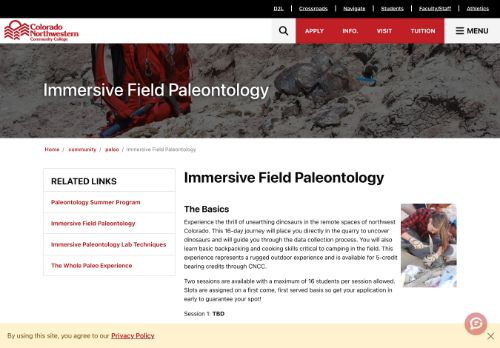 D2L | Crossroads | Navigate | Students | Faculty/Staff | Athletics
Colorado
Northwestern
Community College
APPLY INFO. VISIT TUITION MENU
Immersive Field Paleontology
Home / community / paleo / Immersive Field Paleontology
RELATED LINKS
Paleontology Summer Program
Immersive Field Paleontology
Immersive Paleontology Lab Techniques
The Whole Paleo Experience
Immersive Field Paleontology
The Basics
Experience the thrill of unearthing dinosaurs in the remote spaces of northwest
Colorado. This 16-day journey will place you directly in the quarry to uncover
dinosaurs and will guide you through the data collection process. You will also
learn basic backpacking and cooking skills critical to camping in the field. This
experience represents a rugged outdoor experience and is available for 5-credit
bearing credits through CNCC.
Two sessions are available with a maximum of 16 students per session allowed.
Slots are assigned on a first come, first served basis so get your application in
early to guarantee your spot!
Session 1: TBD
By using this site, you agree to our Privacy Policy